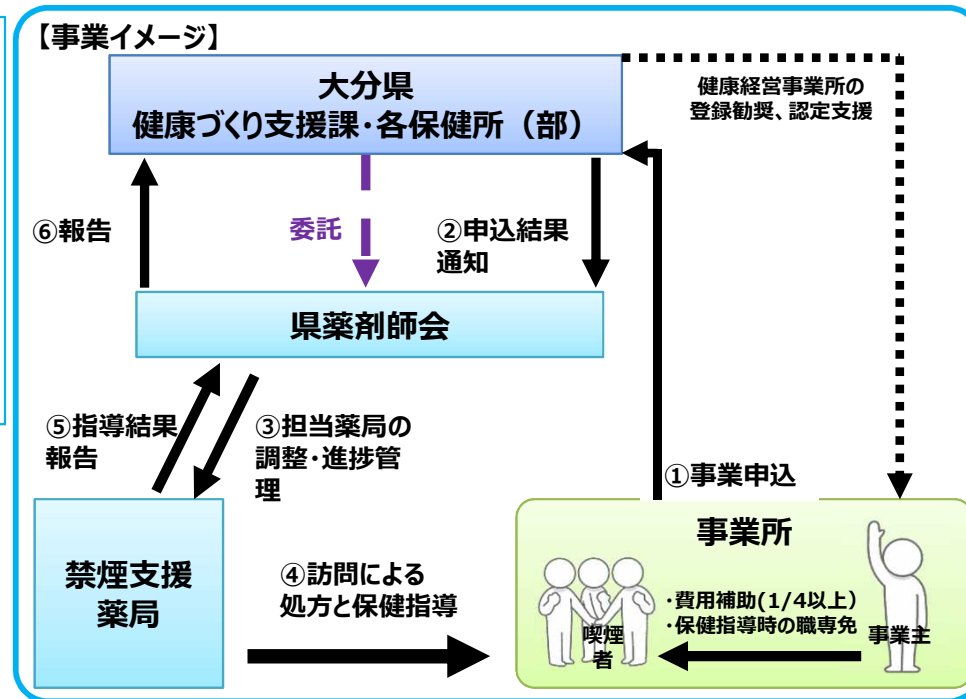 【事業イメージ】
大分県
健康づくり支援課・各保健所（部）
健康経営事業所の
登録勧奨、認定支援
⑥報告
委託
②申込結果
通知
県薬剤師会
⑤指導結果
報告
③担当薬局の
調整・進捗管
理
①事業申込
禁煙支援
薬局
④訪問による
処方と保健指導
事業所
・費用補助(1/4以上）
・保健指導時の職専免
喫煙
者
事業主